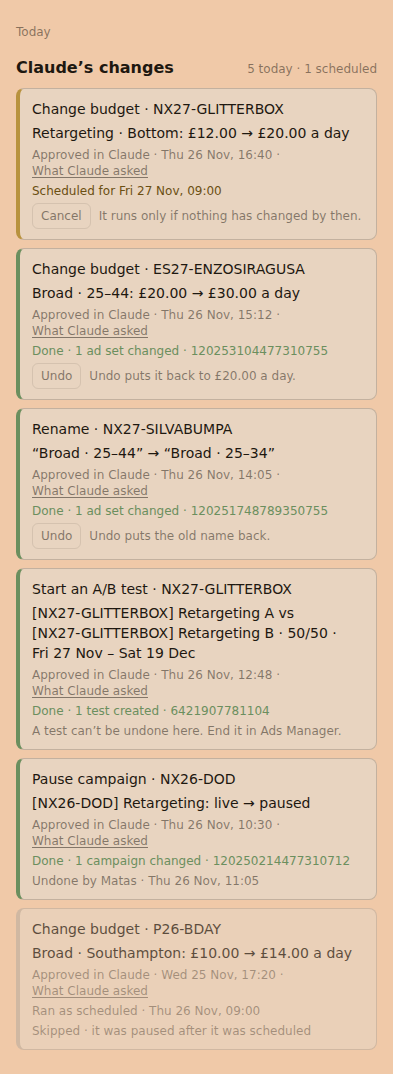 Today
Claude’s changes
5 today · 1 scheduled
Change budget · NX27-GLITTERBOX
Retargeting · Bottom: £12.00 → £20.00 a day
Approved in Claude · Thu 26 Nov, 16:40 ·
What Claude asked
Scheduled for Fri 27 Nov, 09:00
Cancel
It runs only if nothing has changed by then.
Change budget · ES27-ENZOSIRAGUSA
Broad · 25–44: £20.00 → £30.00 a day
Approved in Claude · Thu 26 Nov, 15:12 ·
What Claude asked
Done · 1 ad set changed · 120253104477310755
Undo
Undo puts it back to £20.00 a day.
Rename · NX27-SILVABUMPA
“Broad · 25–44” → “Broad · 25–34”
Approved in Claude · Thu 26 Nov, 14:05 ·
What Claude asked
Done · 1 ad set changed · 120251748789350755
Undo
Undo puts the old name back.
Start an A/B test · NX27-GLITTERBOX
[NX27-GLITTERBOX] Retargeting A vs
[NX27-GLITTERBOX] Retargeting B · 50/50 ·
Fri 27 Nov – Sat 19 Dec
Approved in Claude · Thu 26 Nov, 12:48 ·
What Claude asked
Done · 1 test created · 6421907781104
A test can’t be undone here. End it in Ads Manager.
Pause campaign · NX26-DOD
[NX26-DOD] Retargeting: live → paused
Approved in Claude · Thu 26 Nov, 10:30 ·
What Claude asked
Done · 1 campaign changed · 120250214477310712
Undone by Matas · Thu 26 Nov, 11:05
Change budget · P26-BDAY
Broad · Southampton: £10.00 → £14.00 a day
Approved in Claude · Wed 25 Nov, 17:20 ·
What Claude asked
Ran as scheduled · Thu 26 Nov, 09:00
Skipped · it was paused after it was scheduled